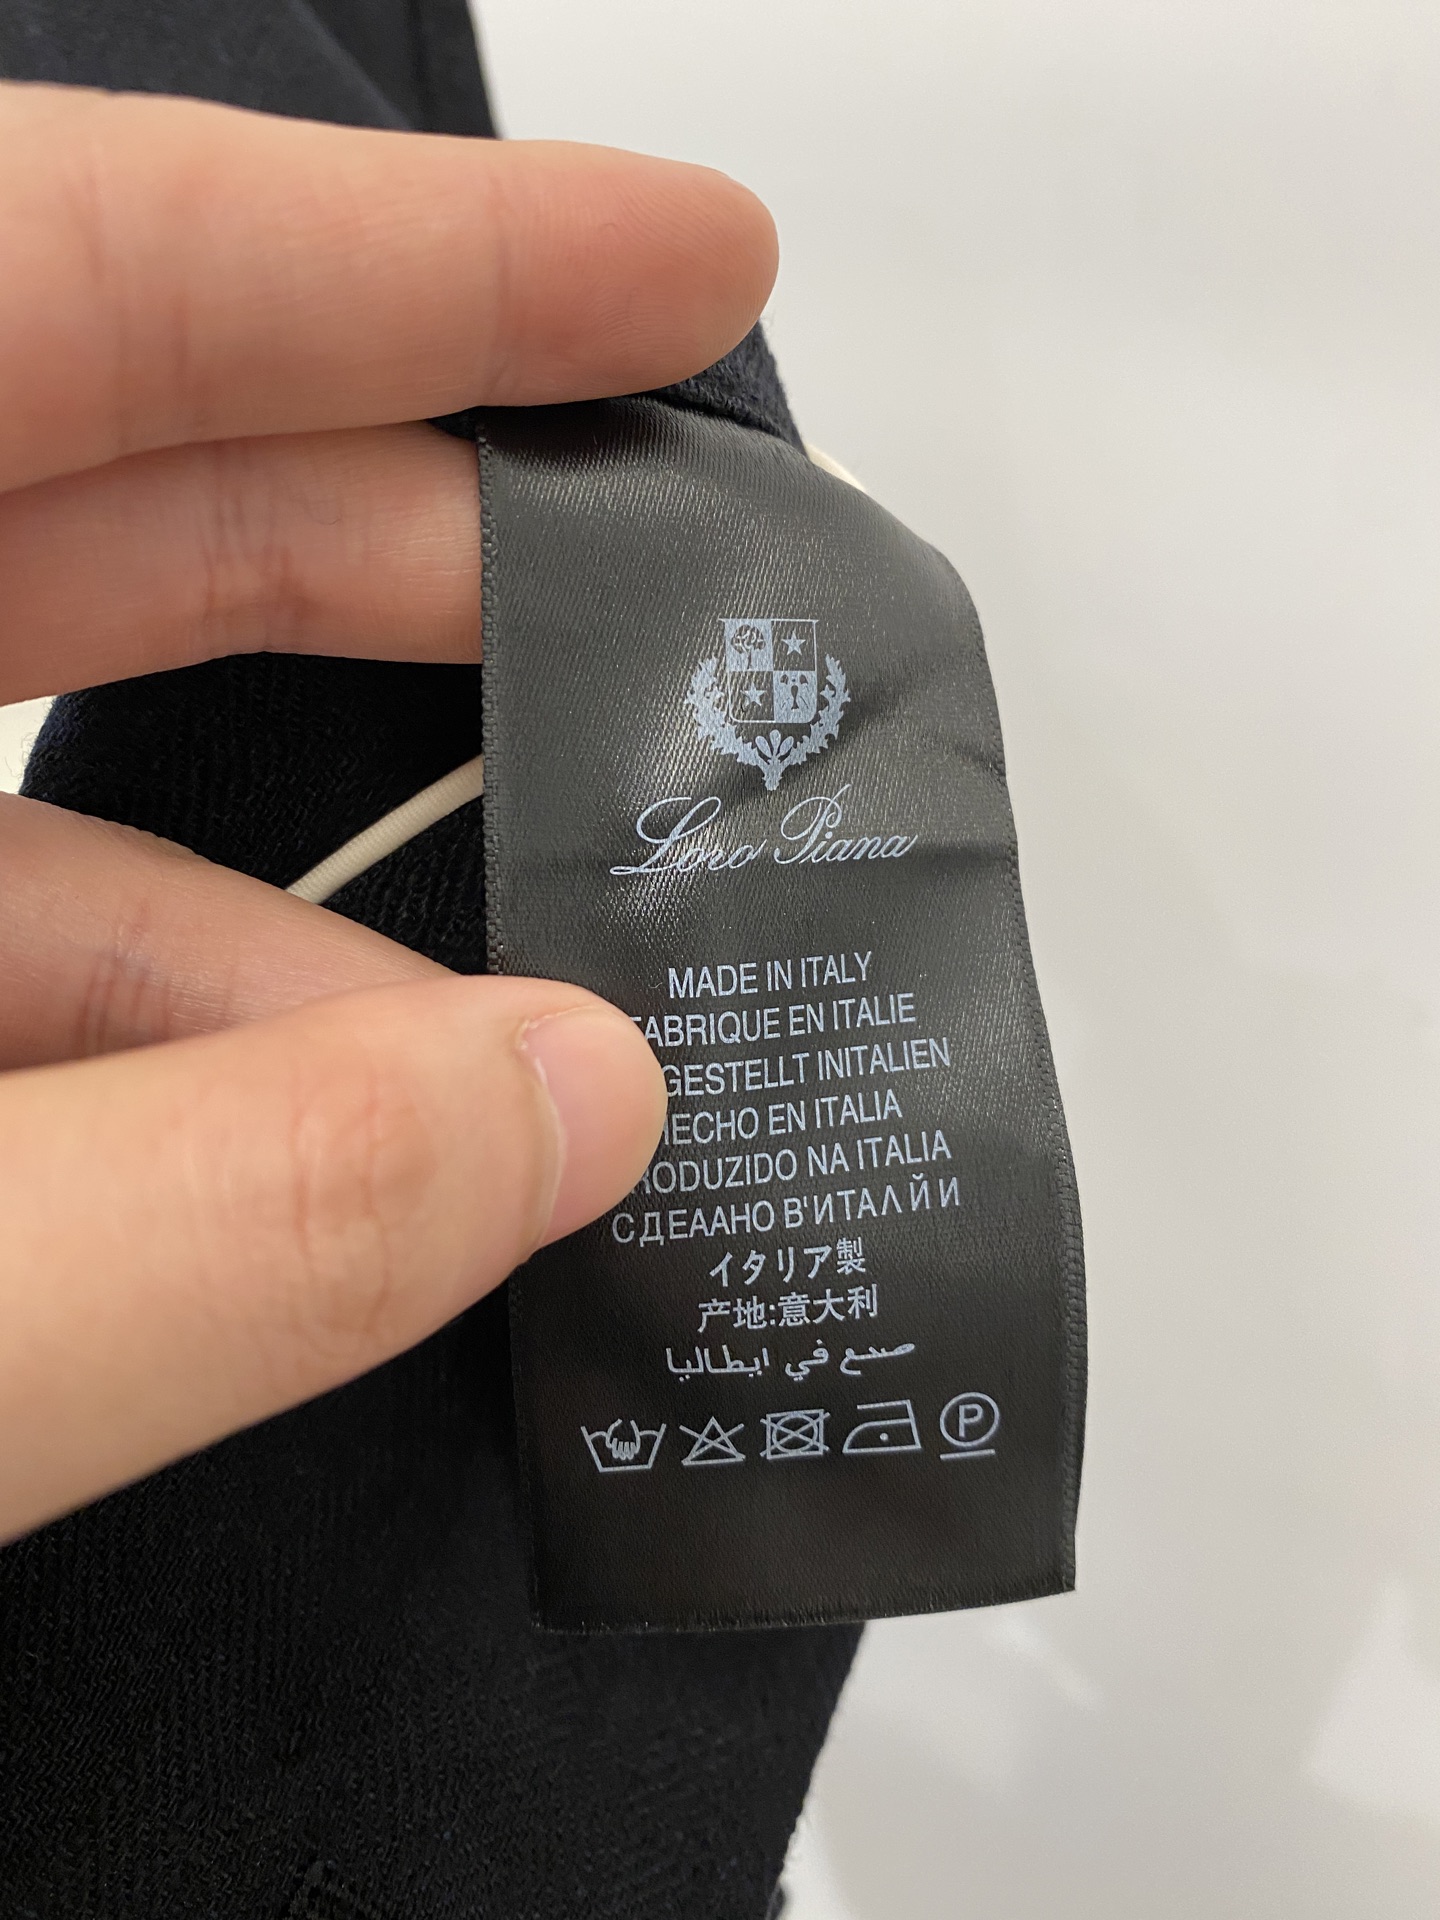 Loro Piana
MADE IN ITALY
FABRIQUE EN ITALIE
GESTELLT INITALIEN
HECHO EN ITALIA
RODUZIDO NA ITALIA
СДЕААНО В'ИТАЛЙ И
イタリア製
产地:意大利
صنع في ايطاليا
P